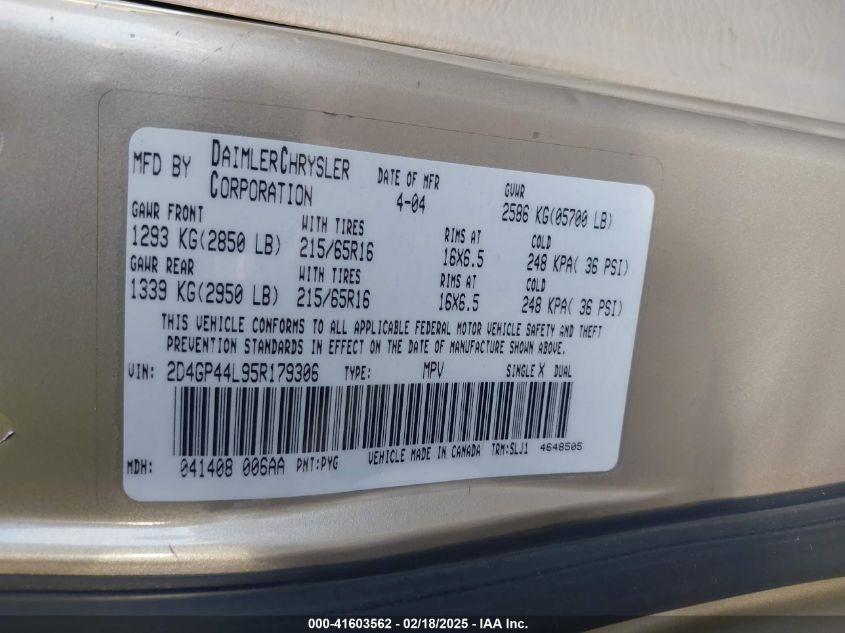 MFD BY DAIMLERCHRYSLER CORPORATION DATE OF MFR 4-04 GVWR 2586 KG(05700 LB)
GAWR FRONT WITH TIRES RIMS AT COLD
1293 KG(2850 LB) 215/65R16 16X6.5 248 KPA( 36 PSI)
GAWR REAR WITH TIRES RIMS AT COLD
1339 KG(2950 LB) 215/65R16 16X6.5 248 KPA( 36 PSI)
THIS VEHICLE CONFORMS TO ALL APPLICABLE FEDERAL MOTOR VEHICLE SAFETY AND THEFT
PREVENTION STANDARDS IN EFFECT ON THE DATE OF MANUFACTURE SHOWN ABOVE.
VIN: 2D4GP44L95R179306 TYPE: MPV SINGLE X DUAL
MDH: 041408 006AA PNT:PYG VEHICLE MADE IN CANADA TRM:SLJ1 4648505
000-41603562 - 02/18/2025 - IAA Inc.